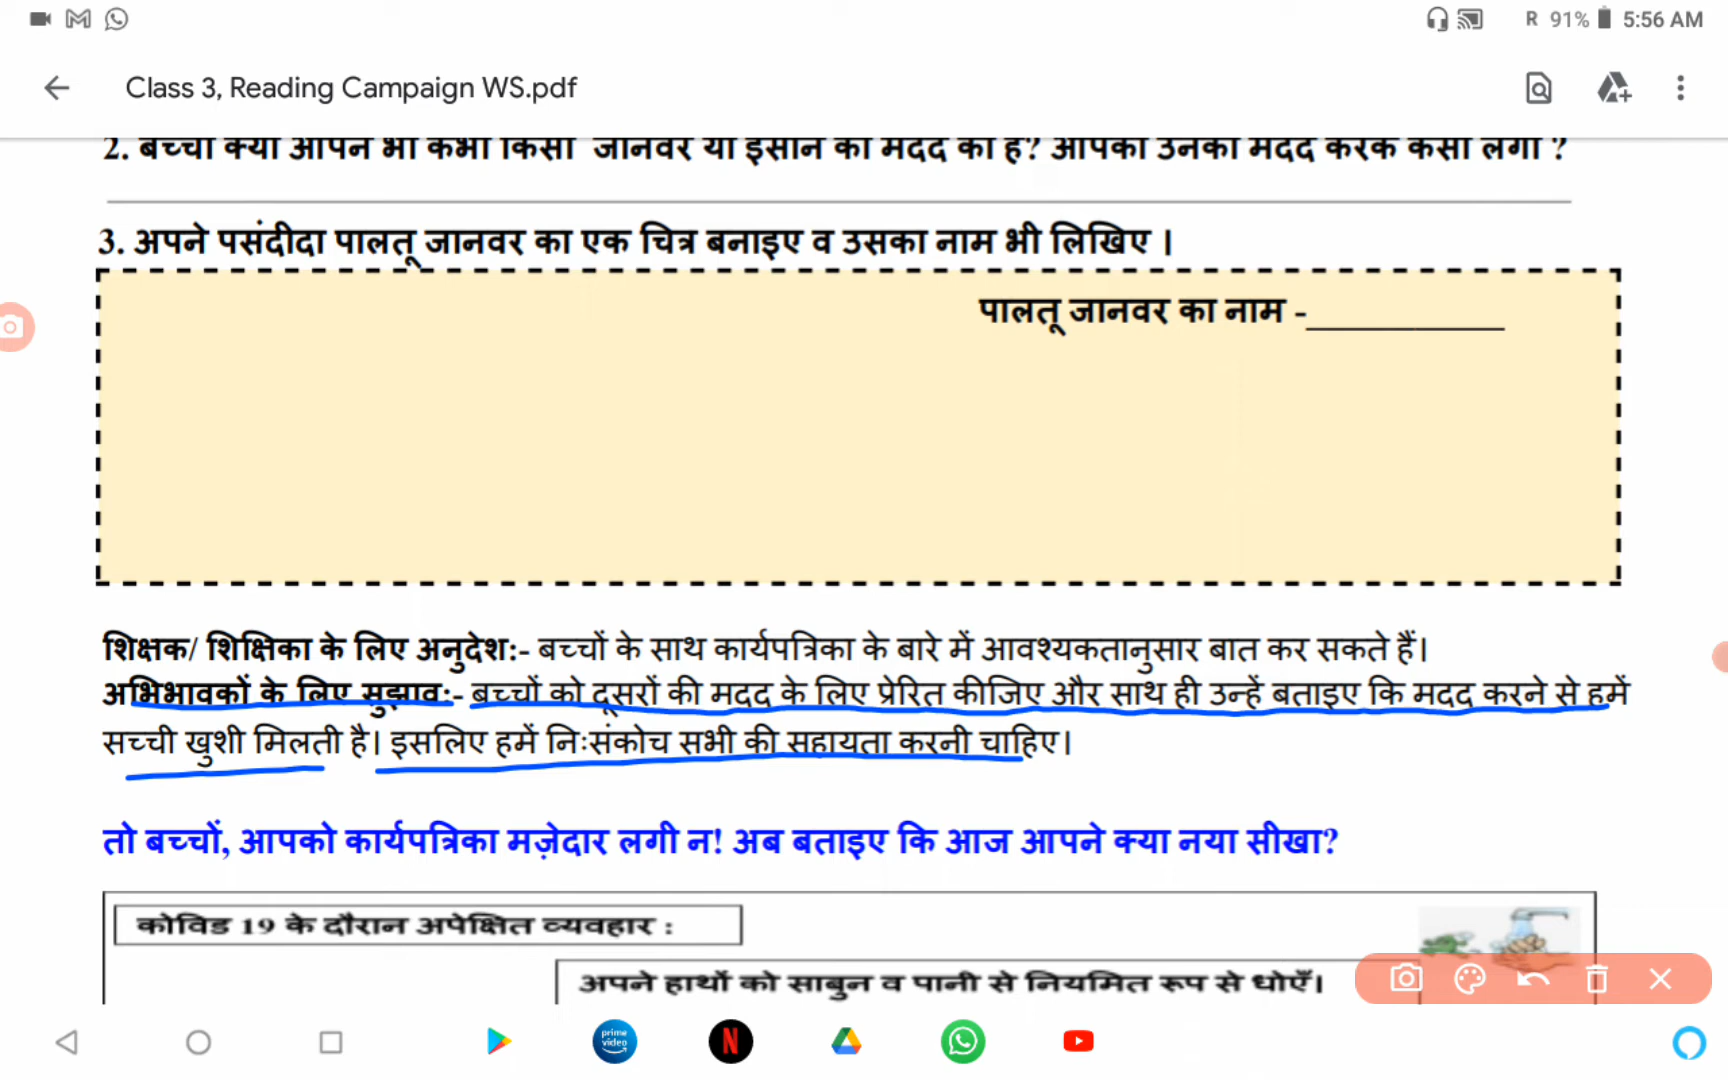 R 91% 5:56 AM
Class 3, Reading Campaign WS.pdf
2. बच्चों क्या आपने भी कभी किसी जानवर या इंसान की मदद की है? आपको उनकी मदद करके कैसा लगा ?
3. अपने पसंदीदा पालतू जानवर का एक चित्र बनाइए व उसका नाम भी लिखिए ।
पालतू जानवर का नाम -___________
शिक्षक/ शिक्षिका के लिए अनुदेश:- बच्चों के साथ कार्यपत्रिका के बारे में आवश्यकतानुसार बात कर सकते हैं।
अभिभावकों के लिए सुझाव:- बच्चों को दूसरों की मदद के लिए प्रेरित कीजिए और साथ ही उन्हें बताइए कि मदद करने से हमें
सच्ची खुशी मिलती है। इसलिए हमें निःसंकोच सभी की सहायता करनी चाहिए।
तो बच्चों, आपको कार्यपत्रिका मज़ेदार लगी न! अब बताइए कि आज आपने क्या नया सीखा?
कोविड 19 के दौरान अपेक्षित व्यवहार :
अपने हाथों को साबुन व पानी से नियमित रूप से धोएँ।
prime video
N